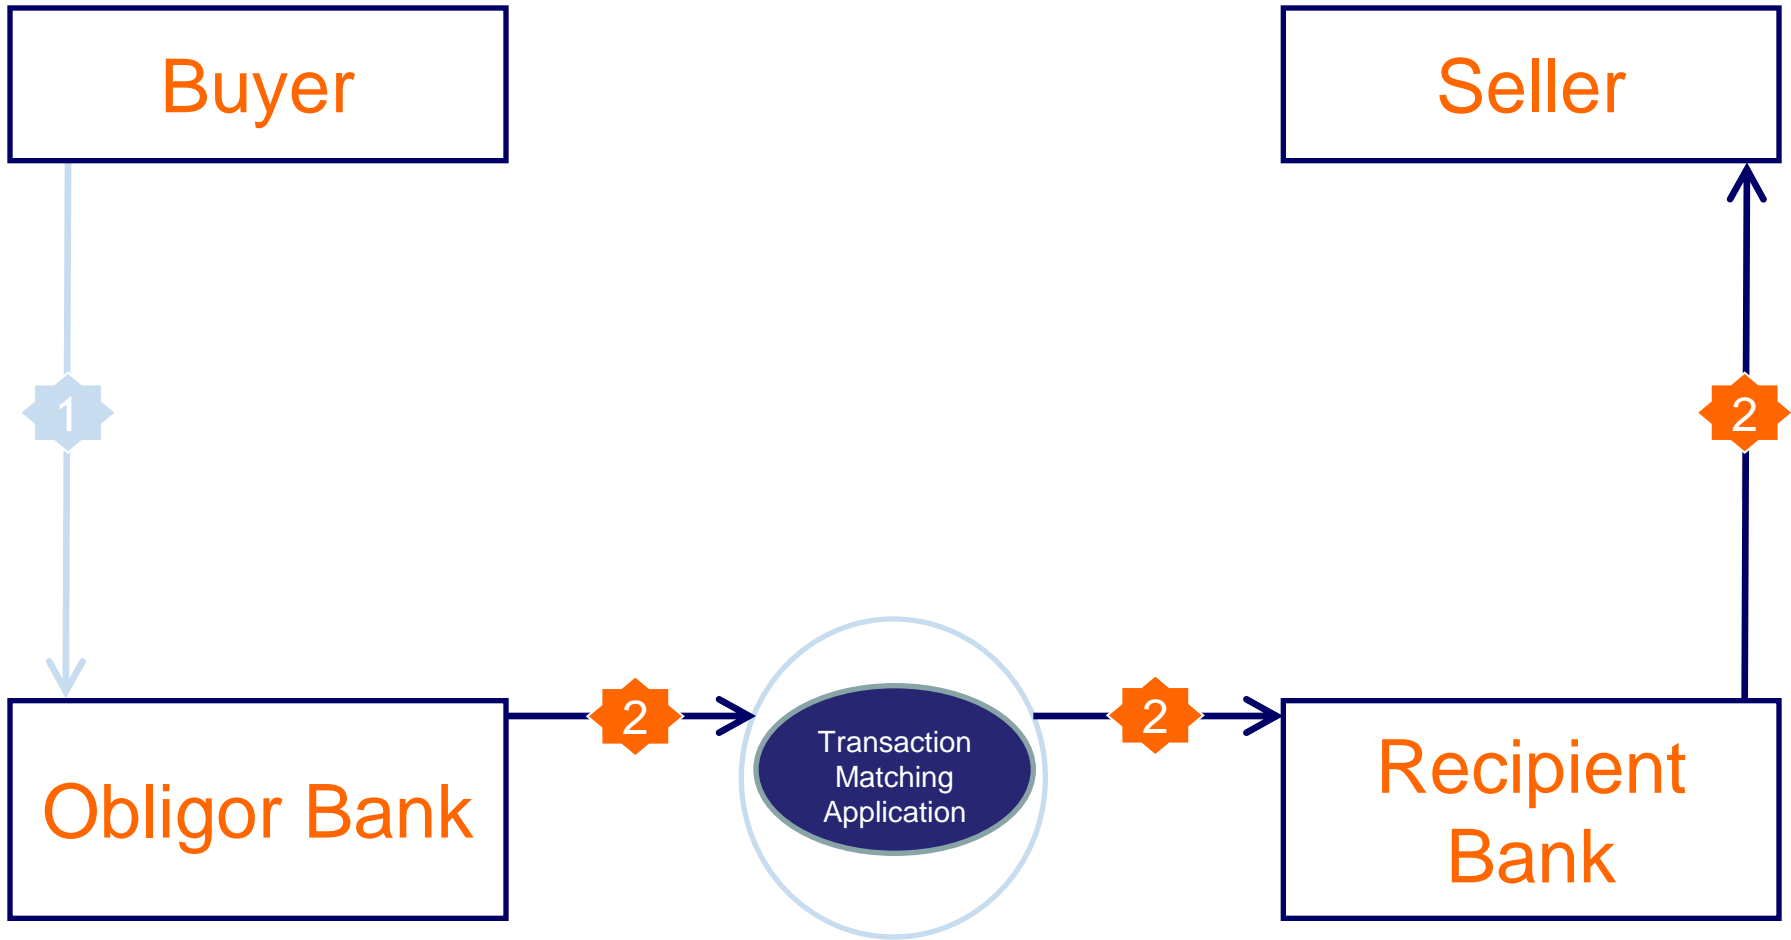 Buyer
Seller
1
2
Obligor Bank
2
Transaction
Matching
Application
2
Recipient
Bank